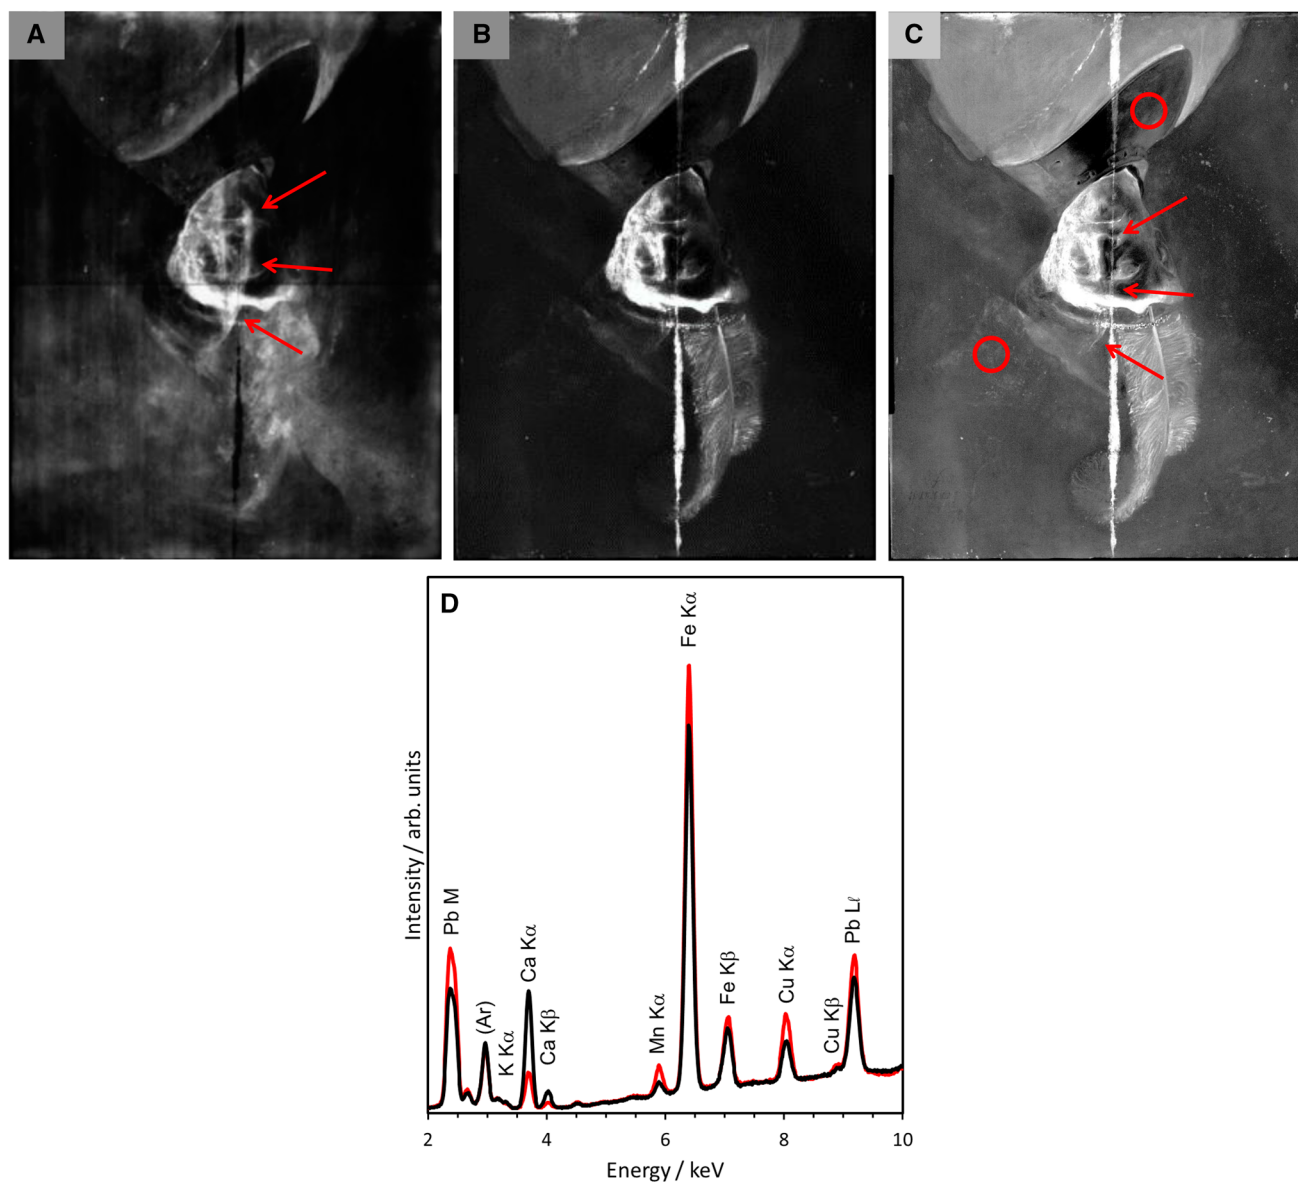 A
B
C
D
Fe Kα
Pb M
(Ar)
K Kα
Ca Kα
Ca Kβ
Mn Kα
Fe Kβ
Cu Kα
Cu Kβ
Pb Lℓ
Intensity / arb. units
2
4
6
8
10
Energy / keV